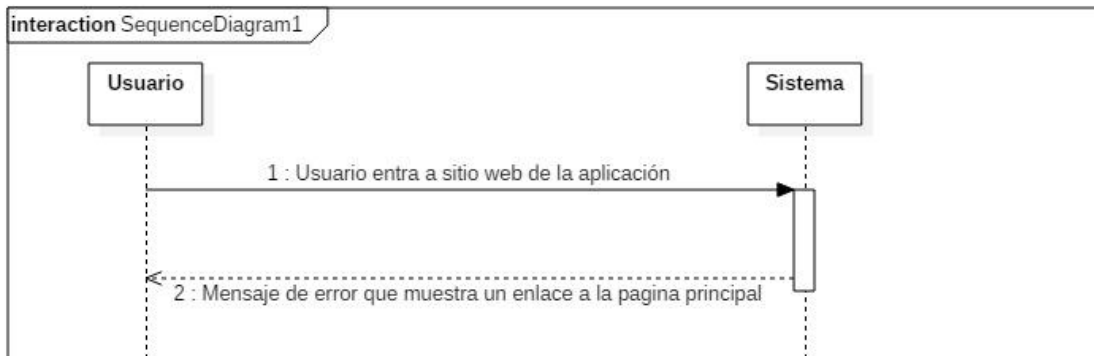 interaction SequenceDiagram1
Usuario
Sistema
1 : Usuario entra a sitio web de la aplicación
2 : Mensaje de error que muestra un enlace a la pagina principal